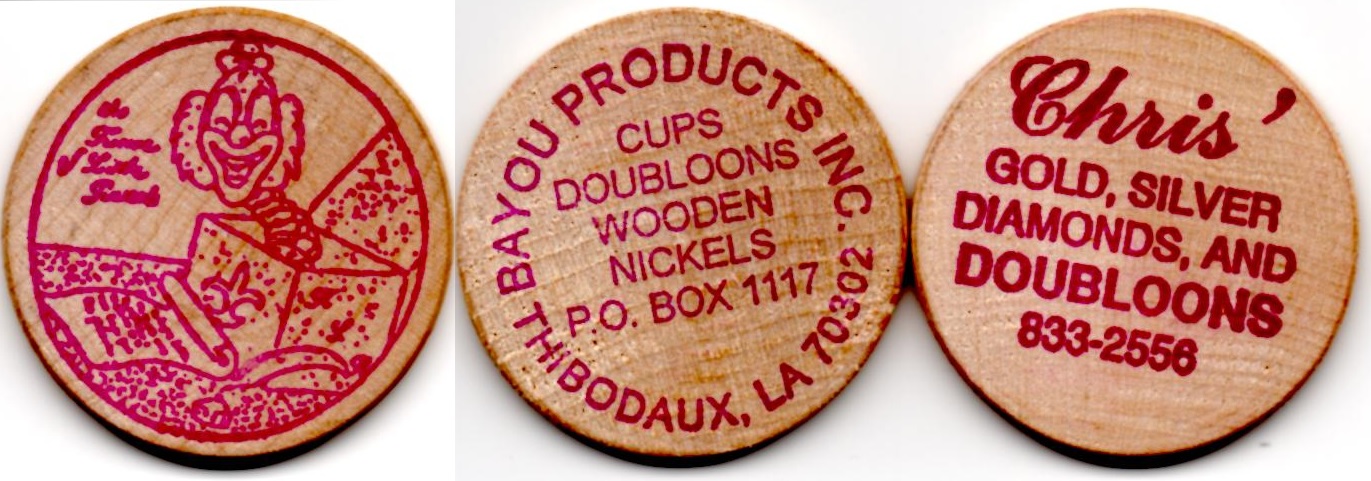 BAYOU PRODUCTS INC.
CUPS
DOUBLOONS
WOODEN
NICKELS
P.O. BOX 1117
THIBODAUX, LA 70302
Chris'
GOLD, SILVER
DIAMONDS, AND
DOUBLOONS
833-2556